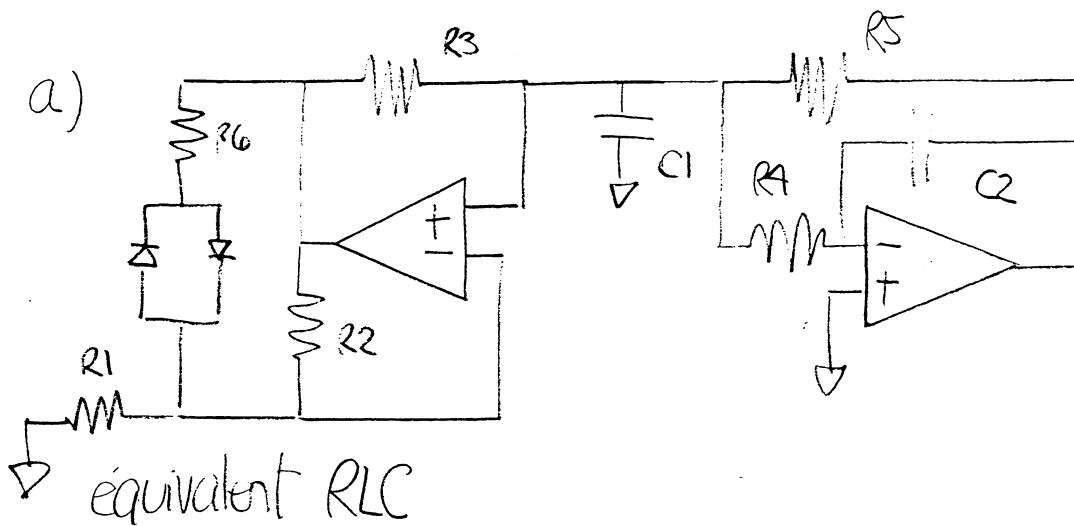 R3
R5
a)
R6
C1
R4
C2
+
−
−
+
R2
R1
équivalent RLC